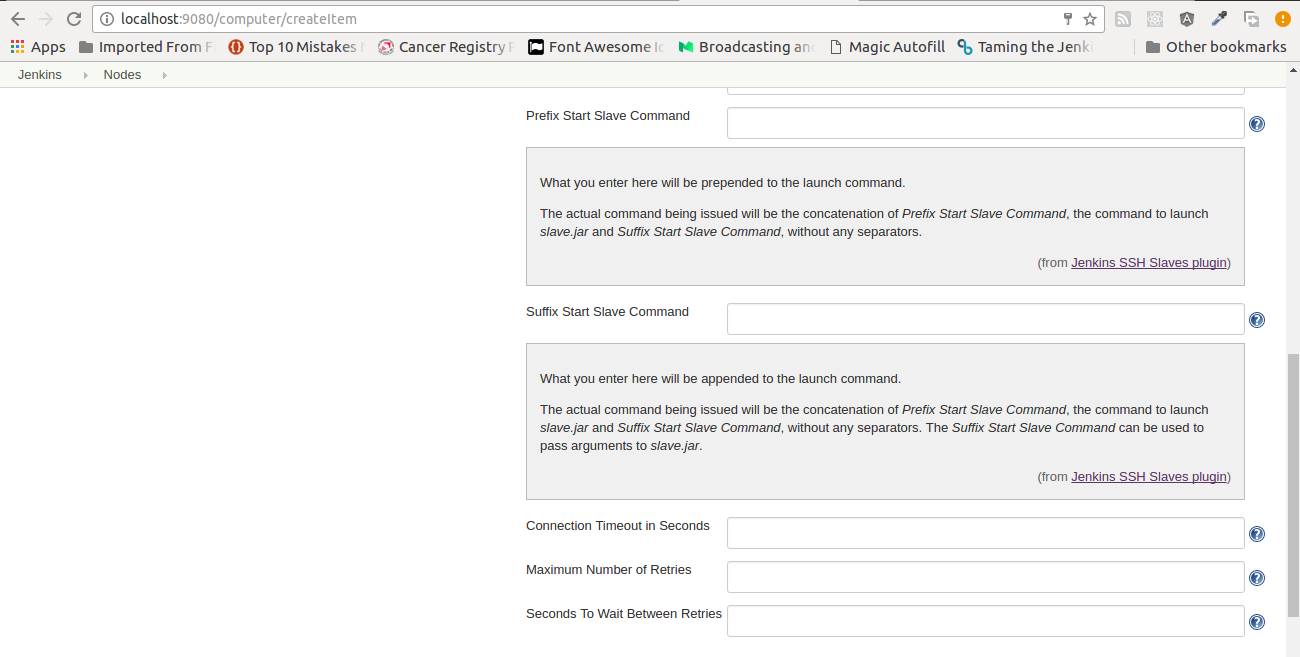 localhost:9080/computer/createItem
Apps Imported From F Top 10 Mistakes Cancer Registry Font Awesome Ic Broadcasting an Magic Autofill Taming the Jenki Other bookmarks
Jenkins Nodes
Prefix Start Slave Command
What you enter here will be prepended to the launch command.
The actual command being issued will be the concatenation of Prefix Start Slave Command, the command to launch
slave.jar and Suffix Start Slave Command, without any separators.
(from Jenkins SSH Slaves plugin)
Suffix Start Slave Command
What you enter here will be appended to the launch command.
The actual command being issued will be the concatenation of Prefix Start Slave Command, the command to launch
slave.jar and Suffix Start Slave Command, without any separators. The Suffix Start Slave Command can be used to
pass arguments to slave.jar.
(from Jenkins SSH Slaves plugin)
Connection Timeout in Seconds
Maximum Number of Retries
Seconds To Wait Between Retries